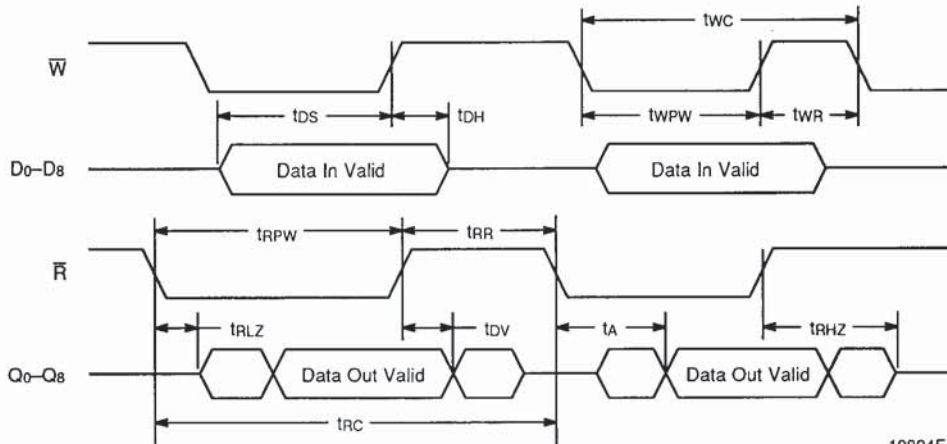 tWC
W
tDS
tDH
tWPW
tWR
D0–D8
Data In Valid
Data In Valid
tRPW
tRR
R
tRLZ
tDV
tA
tRHZ
Q0–Q8
Data Out Valid
Data Out Valid
tRC